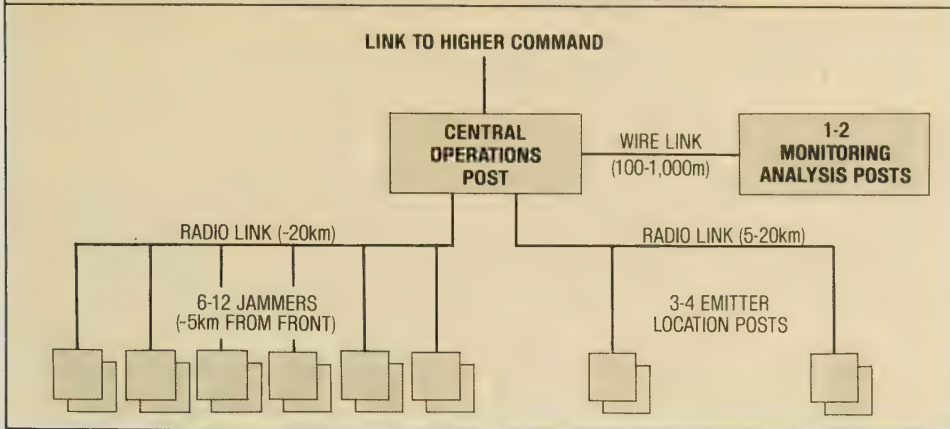 LINK TO HIGHER COMMAND
CENTRAL
OPERATIONS
POST
WIRE LINK
(100-1,000m)
1-2
MONITORING
ANALYSIS POSTS
RADIO LINK (~20km)
6-12 JAMMERS
(~5km FROM FRONT)
RADIO LINK (5-20km)
3-4 EMITTER
LOCATION POSTS